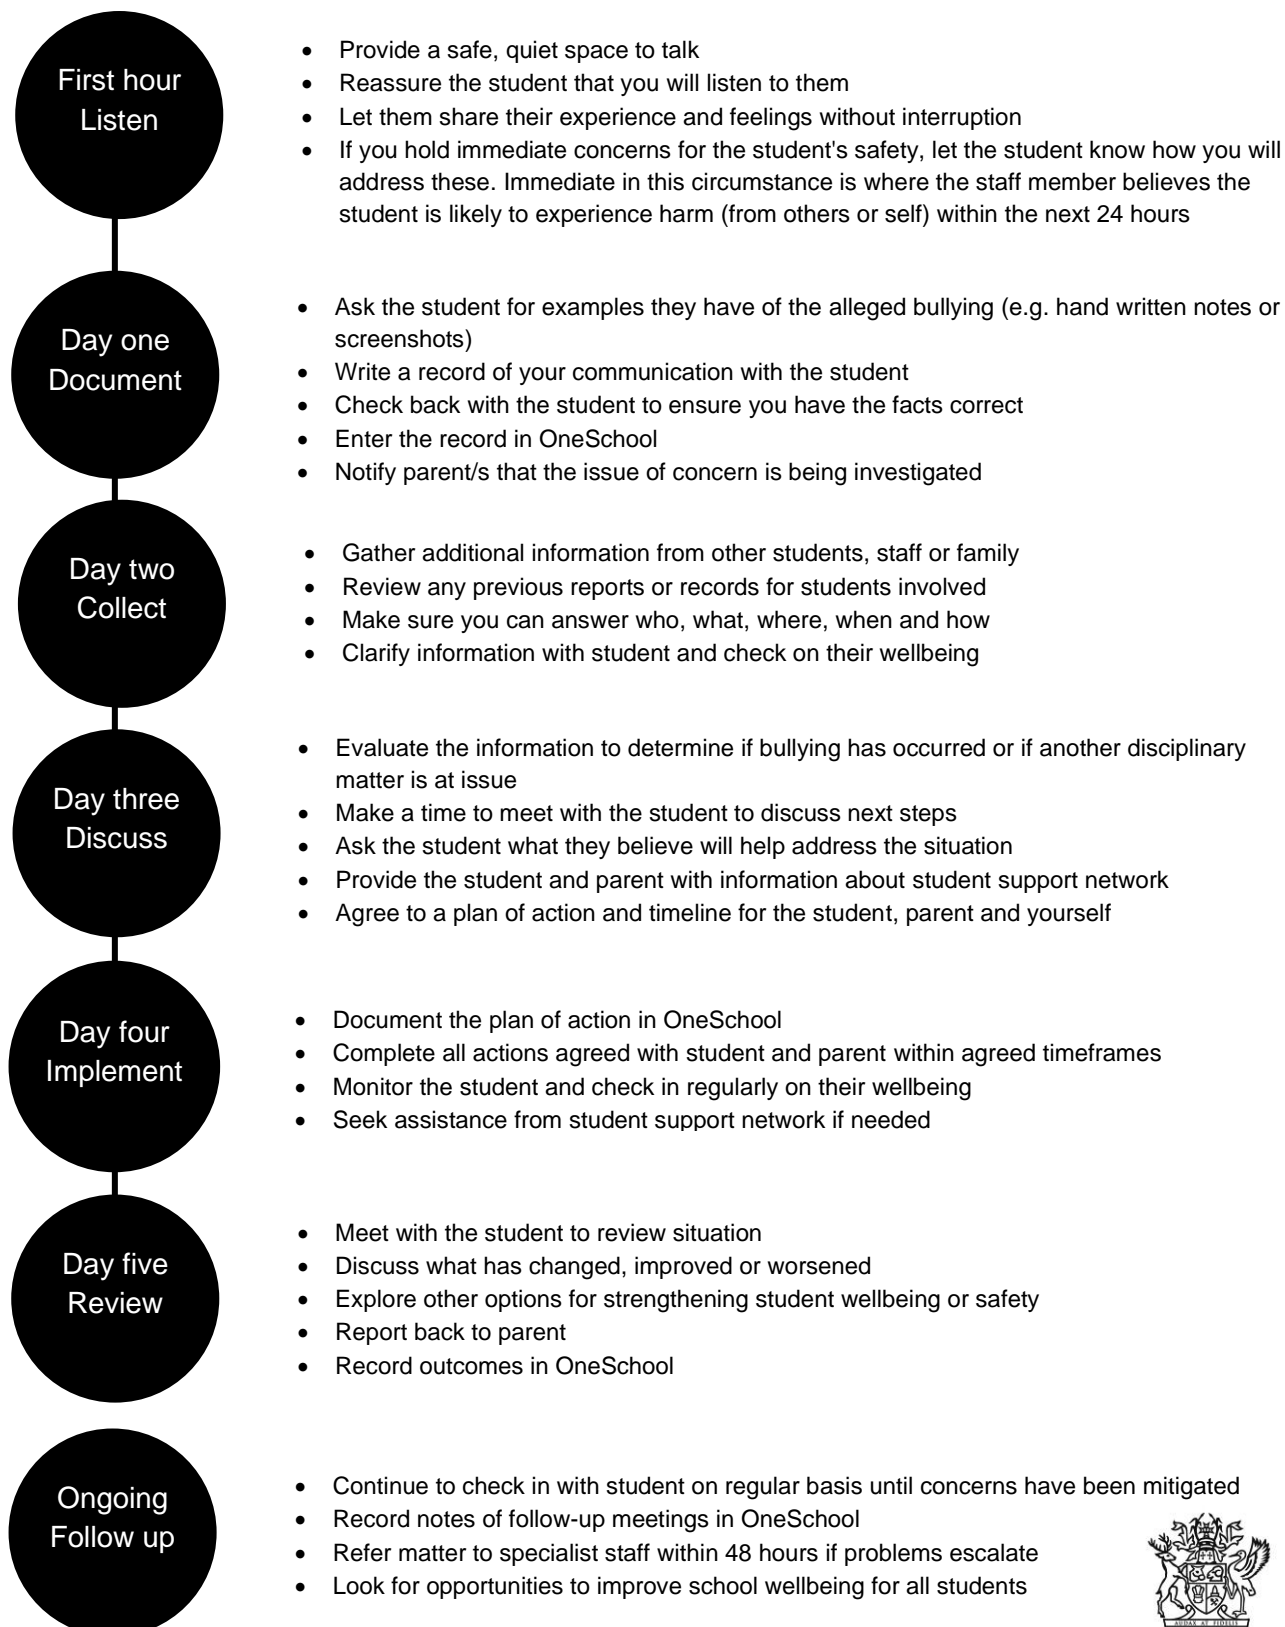 First hour
Listen
• Provide a safe, quiet space to talk
• Reassure the student that you will listen to them
• Let them share their experience and feelings without interruption
• If you hold immediate concerns for the student's safety, let the student know how you will
address these. Immediate in this circumstance is where the staff member believes the
student is likely to experience harm (from others or self) within the next 24 hours
Day one
Document
• Ask the student for examples they have of the alleged bullying (e.g. hand written notes or
screenshots)
• Write a record of your communication with the student
• Check back with the student to ensure you have the facts correct
• Enter the record in OneSchool
• Notify parent/s that the issue of concern is being investigated
Day two
Collect
• Gather additional information from other students, staff or family
• Review any previous reports or records for students involved
• Make sure you can answer who, what, where, when and how
• Clarify information with student and check on their wellbeing
Day three
Discuss
• Evaluate the information to determine if bullying has occurred or if another disciplinary
matter is at issue
• Make a time to meet with the student to discuss next steps
• Ask the student what they believe will help address the situation
• Provide the student and parent with information about student support network
• Agree to a plan of action and timeline for the student, parent and yourself
Day four
Implement
• Document the plan of action in OneSchool
• Complete all actions agreed with student and parent within agreed timeframes
• Monitor the student and check in regularly on their wellbeing
• Seek assistance from student support network if needed
Day five
Review
• Meet with the student to review situation
• Discuss what has changed, improved or worsened
• Explore other options for strengthening student wellbeing or safety
• Report back to parent
• Record outcomes in OneSchool
Ongoing
Follow up
• Continue to check in with student on regular basis until concerns have been mitigated
• Record notes of follow-up meetings in OneSchool
• Refer matter to specialist staff within 48 hours if problems escalate
• Look for opportunities to improve school wellbeing for all students
AUDAX AT FIDELIS